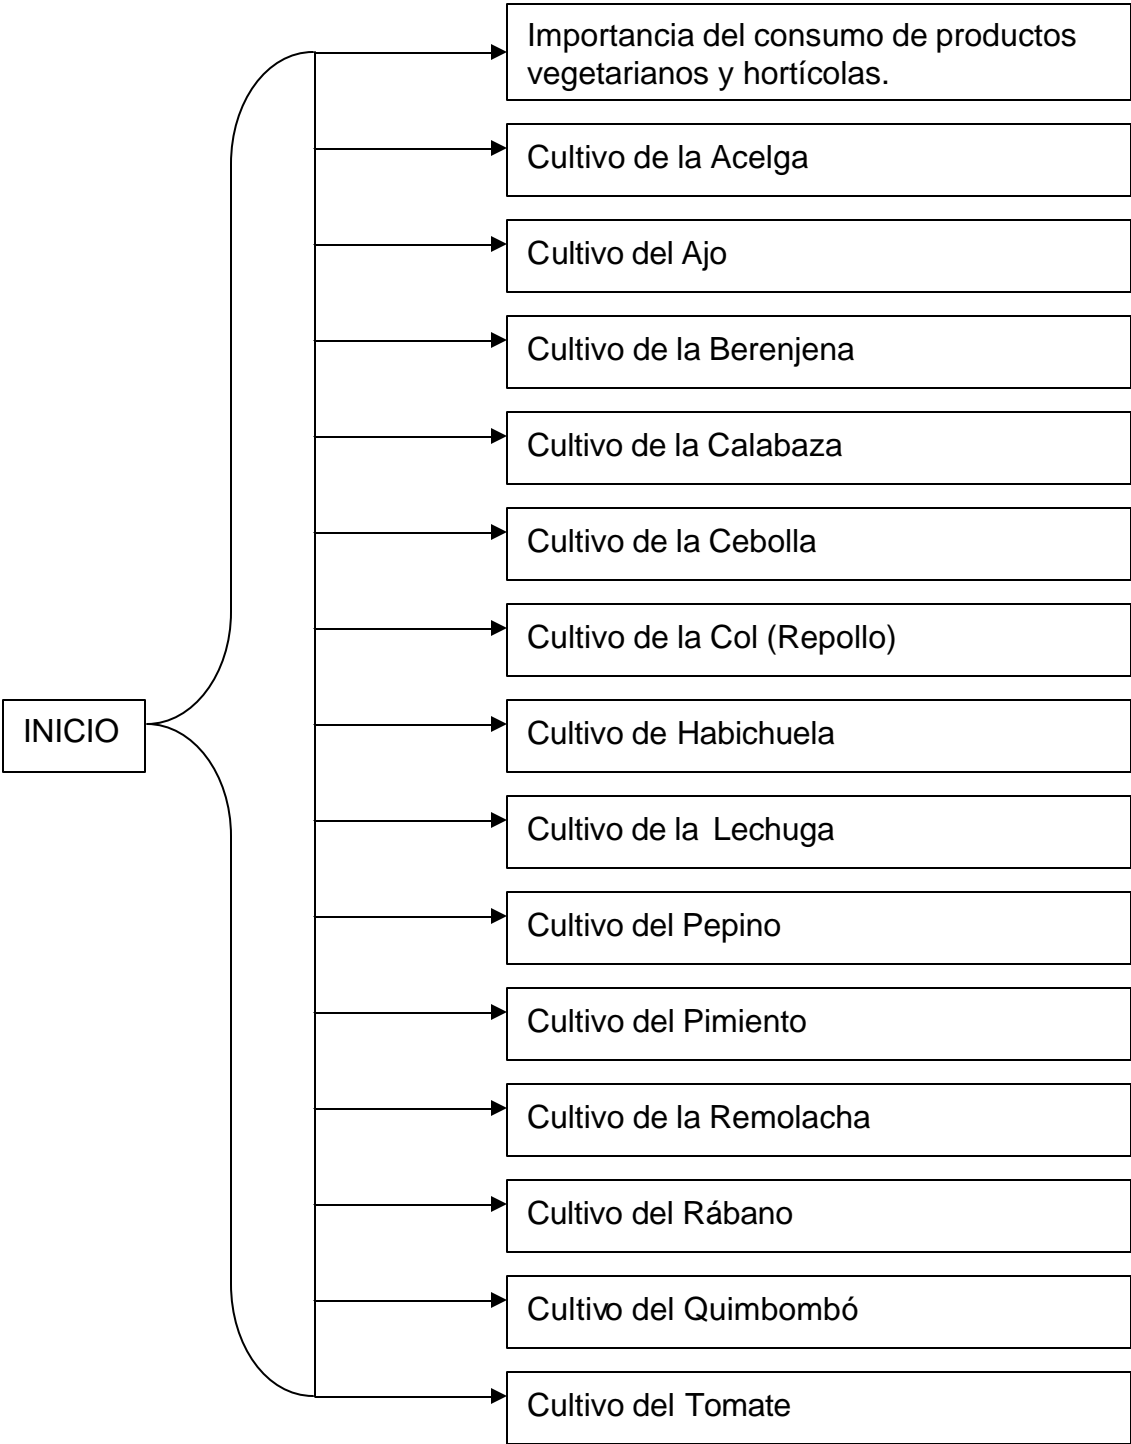 Importancia del consumo de productos
vegetarianos y hortícolas.
Cultivo de la Acelga
Cultivo del Ajo
Cultivo de la Berenjena
Cultivo de la Calabaza
Cultivo de la Cebolla
Cultivo de la Col (Repollo)
INICIO
Cultivo de Habichuela
Cultivo de la Lechuga
Cultivo del Pepino
Cultivo del Pimiento
Cultivo de la Remolacha
Cultivo del Rábano
Cultivo del Quimbombó
Cultivo del Tomate